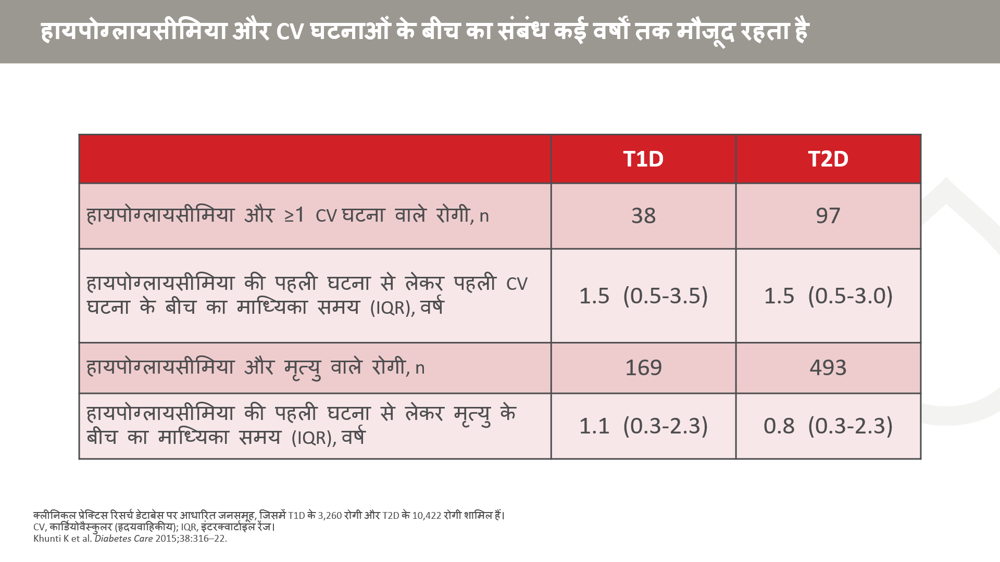 हायपोग्लायसीमिया और CV घटनाओं के बीच का संबंध कई वर्षों तक मौजूद रहता है
T1D T2D
हायपोग्लायसीमिया और ≥1 CV घटना वाले रोगी, n 38 97
हायपोग्लायसीमिया की पहली घटना से लेकर पहली CV
घटना के बीच का माध्यिका समय (IQR), वर्ष 1.5 (0.5-3.5) 1.5 (0.5-3.0)
हायपोग्लायसीमिया और मृत्यु वाले रोगी, n 169 493
हायपोग्लायसीमिया की पहली घटना से लेकर मृत्यु के
बीच का माध्यिका समय (IQR), वर्ष 1.1 (0.3-2.3) 0.8 (0.3-2.3)
क्लीनिकल प्रेक्टिस रिसर्च डेटाबेस पर आधारित जनसमूह, जिसमें T1D के 3,260 रोगी और T2D के 10,422 रोगी शामिल हैं।
CV, कार्डियोवैस्कुलर (हृदयवाहिकीय); IQR, इंटरक्वार्टाइल रेंज।
Khunti K et al. Diabetes Care 2015;38:316–22.